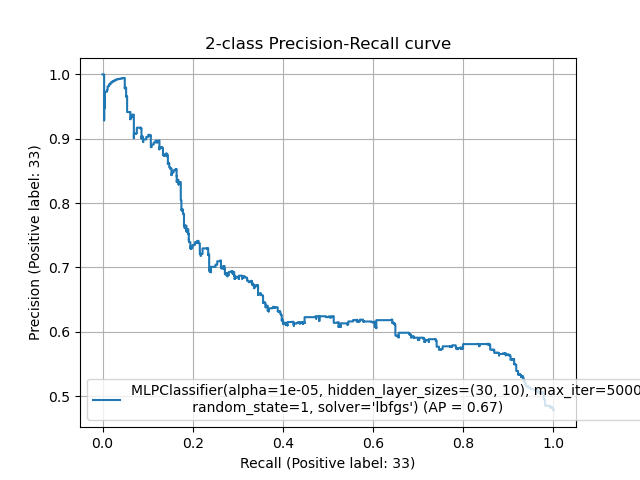 2-class Precision-Recall curve
1.0
0.9
0.8
0.7
0.6
0.5
Precision (Positive label: 33)
MLPClassifier(alpha=1e-05, hidden_layer_sizes=(30, 10), max_iter=5000
random_state=1, solver='lbfgs') (AP = 0.67)
0.0 0.2 0.4 0.6 0.8 1.0
Recall (Positive label: 33)